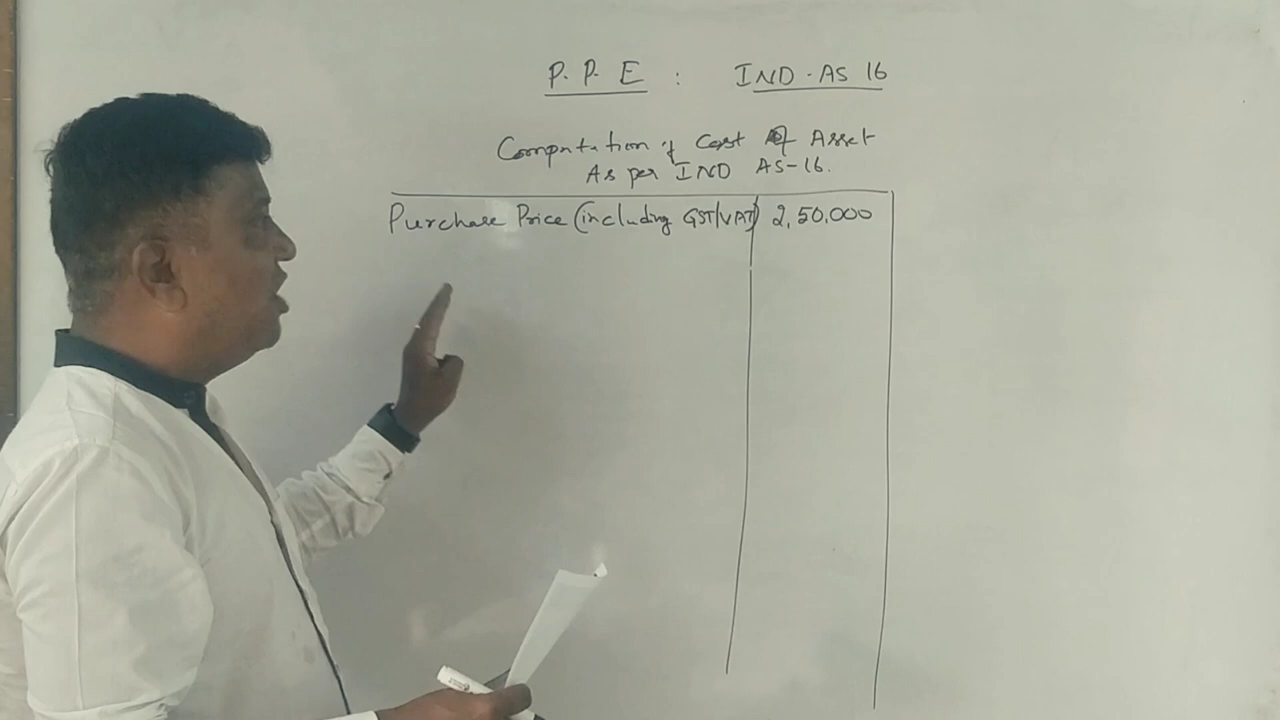 P. P. E : IND. AS 16
Computation of Cost of Asset
As per IND AS-16.
Purchase Price (including GST/VAT) 2,50,000